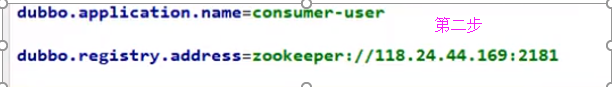 dubbo.application.name=consumer-user
第二步
dubbo.registry.address=zookeeper://118.24.44.169:2181